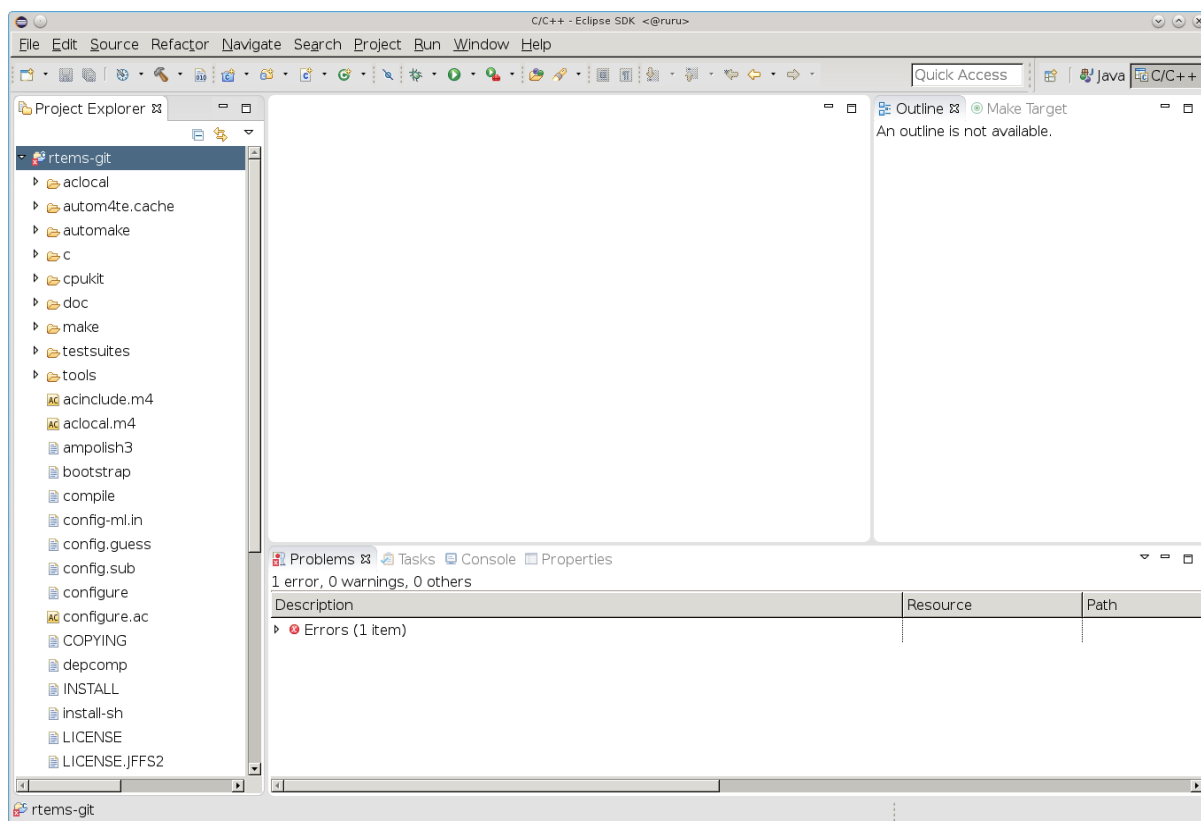 C/C++ - Eclipse SDK <@ruru>
File Edit Source Refactor Navigate Search Project Run Window Help
Quick Access Java C/C++
Project Explorer
rtems-git
aclocal
autom4te.cache
automake
c
cpukit
doc
make
testsuites
tools
AC acinclude.m4
AC aclocal.m4
ampolish3
bootstrap
compile
config-ml.in
config.guess
config.sub
configure
AC configure.ac
COPYING
depcomp
INSTALL
install-sh
LICENSE
LICENSE.JFFS2
Outline Make Target
An outline is not available.
Problems Tasks Console Properties
1 error, 0 warnings, 0 others
Description Resource Path
Errors (1 item)
rtems-git